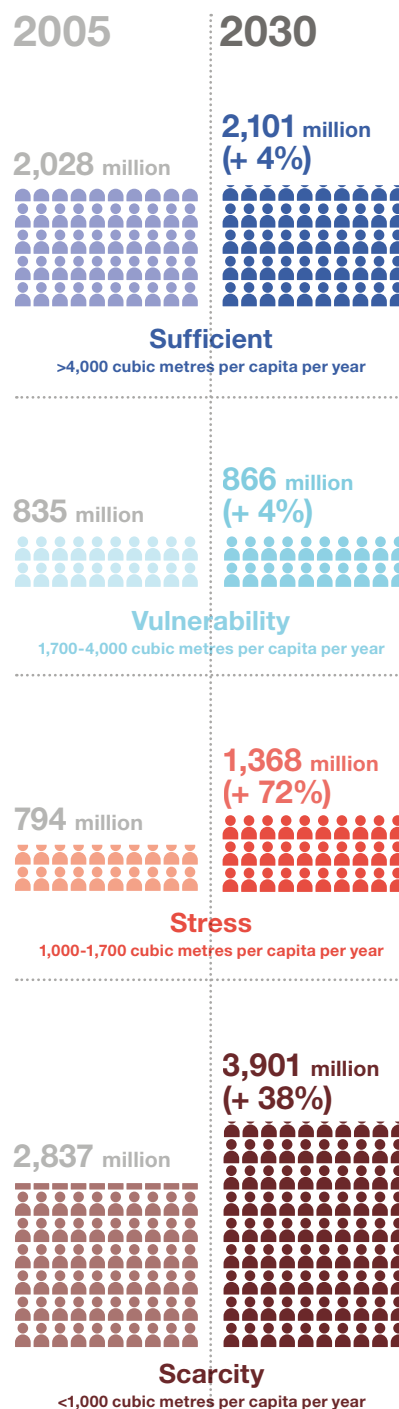 2005
2030
2,028 million
2,101 million
(+ 4%)
Sufficient
>4,000 cubic metres per capita per year
835 million
866 million
(+ 4%)
Vulnerability
1,700-4,000 cubic metres per capita per year
794 million
1,368 million
(+ 72%)
Stress
1,000-1,700 cubic metres per capita per year
2,837 million
3,901 million
(+ 38%)
Scarcity
<1,000 cubic metres per capita per year